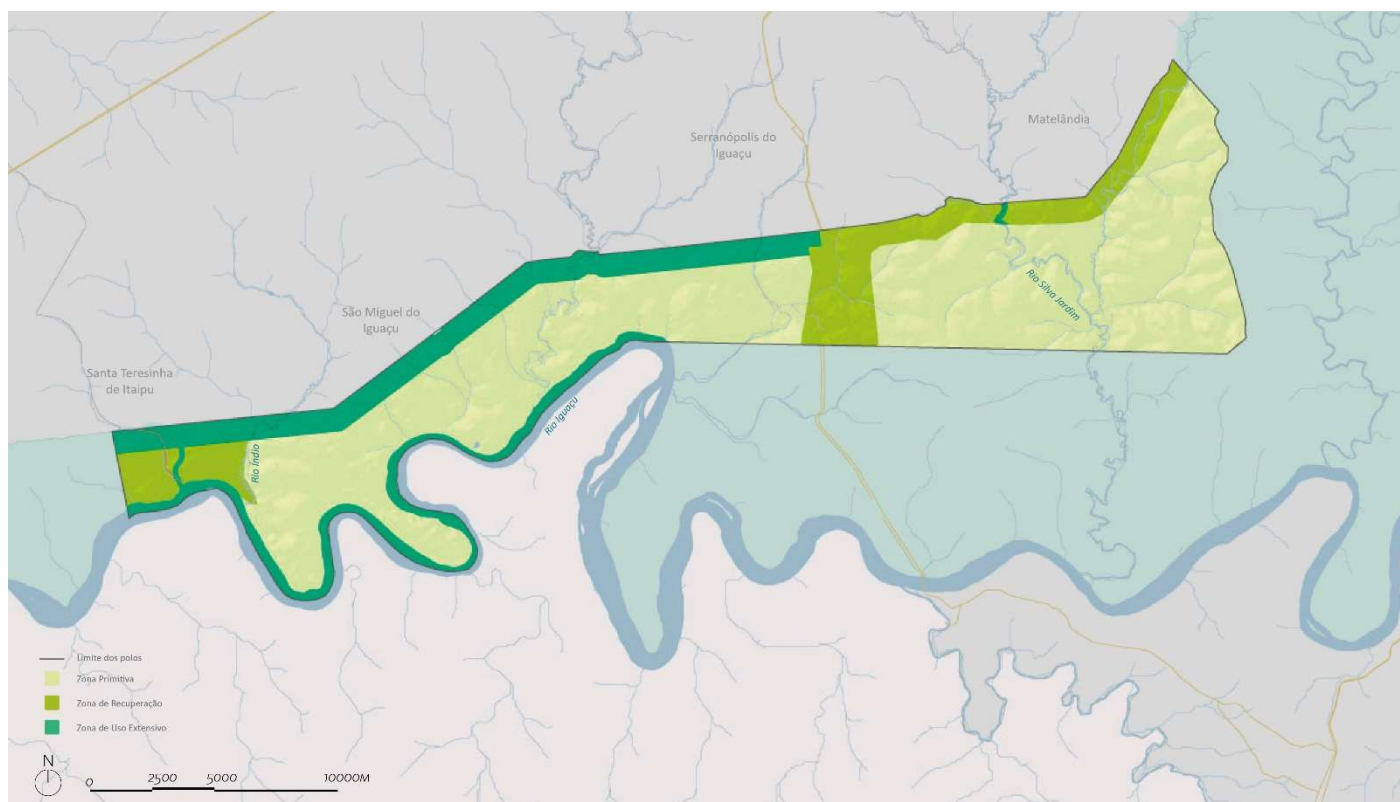 Matelândia
Serranópolis do
Iguaçu
Rio Silva Jardim
São Miguel do
Iguaçu
Santa Teresinha
de Itaipu
Rio Iguaçu
Rio Índio
Limite dos polos
Zona Primitiva
Zona de Recuperação
Zona de Uso Extensivo
N
0 2500 5000 10000M